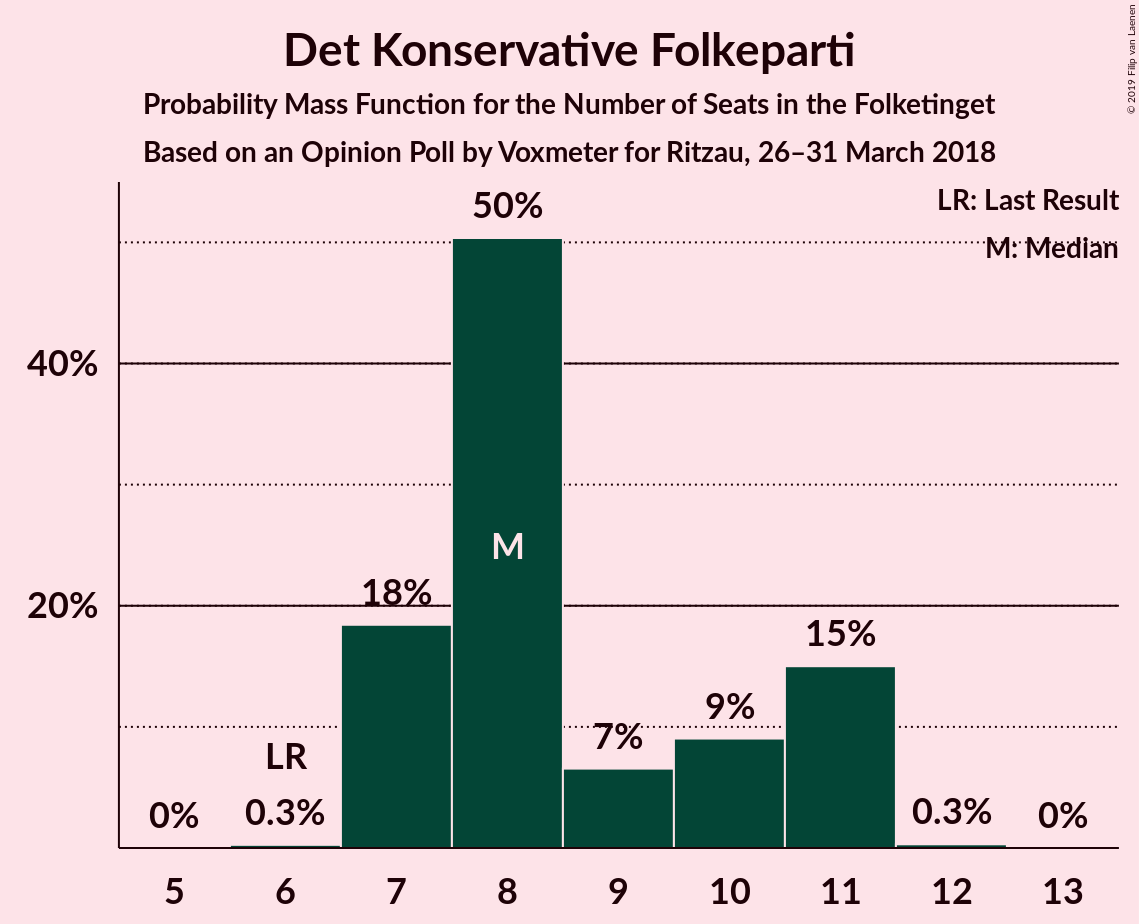 Det Konservative Folkeparti
Probability Mass Function for the Number of Seats in the Folketinget
Based on an Opinion Poll by Voxmeter for Ritzau, 26–31 March 2018
© 2019 Filip van Laenen
LR: Last Result
M: Median
40%
20%
0%
LR
0.3%
18%
50%
M
7%
9%
15%
0.3%
0%
5 6 7 8 9 10 11 12 13